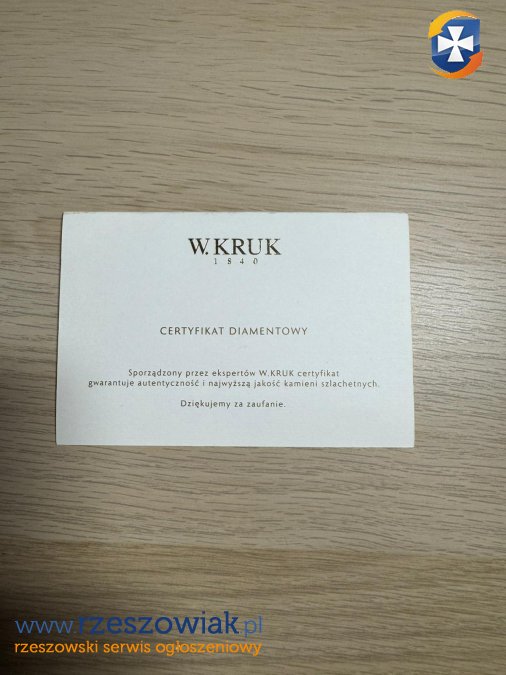 W.KRUK
1840
CERTYFIKAT DIAMENTOWY
Sporządzony przez ekspertów W.KRUK certyfikat
gwarantuje autentyczność i najwyższą jakość kamieni szlachetnych.
Dziękujemy za zaufanie.
www.rzeszowiak.pl
rzeszowski serwis ogłoszeniowy